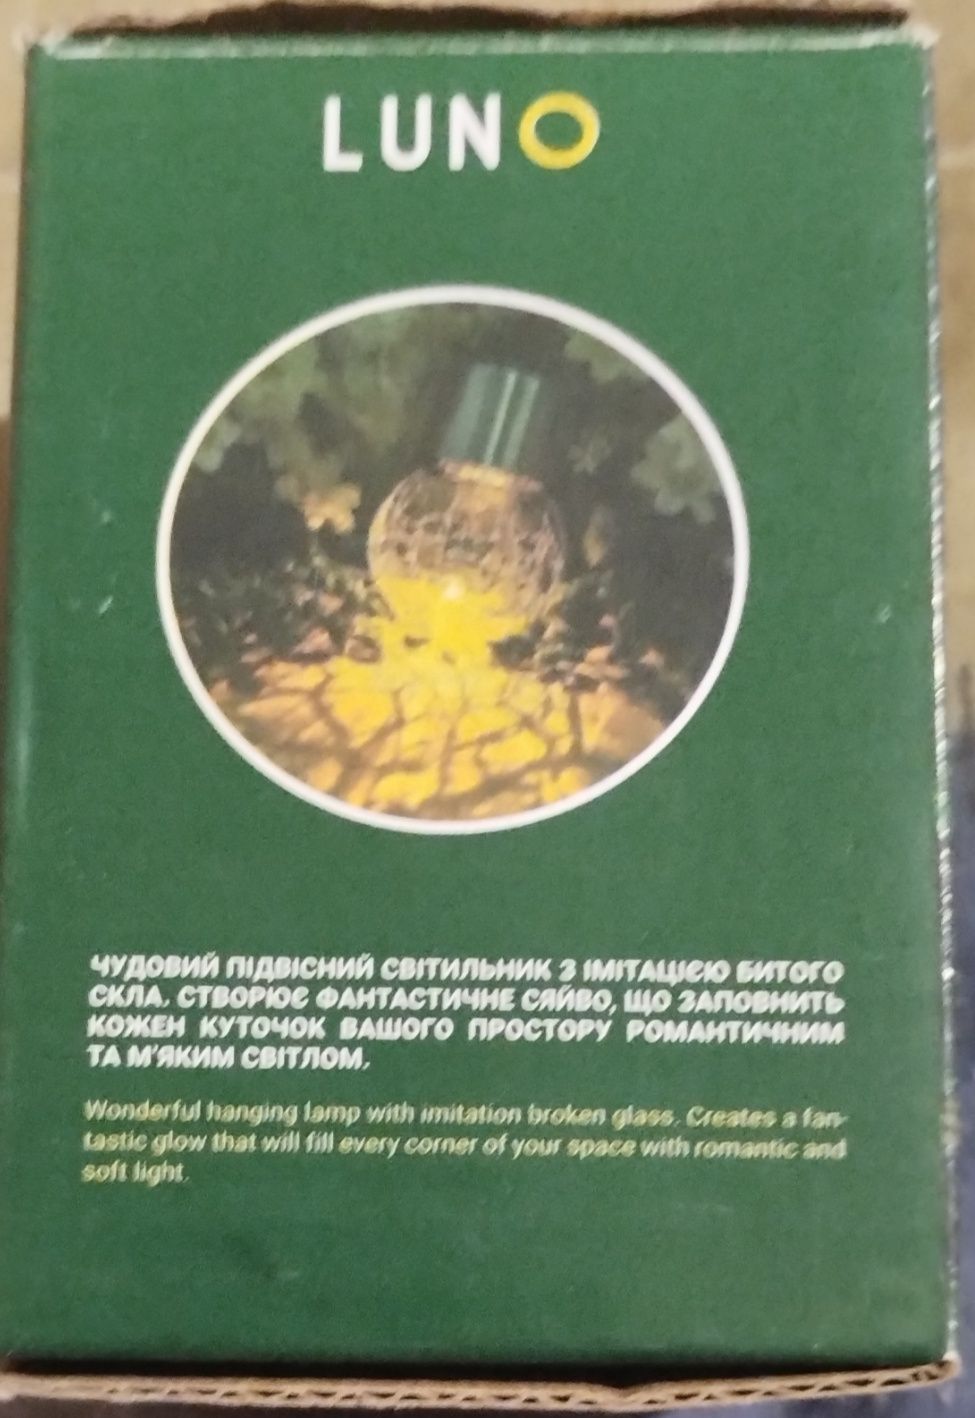 LUNO
ЧУДОВИЙ ПІДВІСНИЙ СВІТИЛЬНИК З ІМІТАЦІЄЮ БИТОГО
СКЛА. СТВОРЮЄ ФАНТАСТИЧНЕ СЯЙВО, ЩО ЗАПОВНИТЬ
КОЖЕН КУТОЧОК ВАШОГО ПРОСТОРУ РОМАНТИЧНИМ
ТА М'ЯКИМ СВІТЛОМ.
Wonderful hanging lamp with imitation broken glass. Creates a fan-
tastic glow that will fill every corner of your space with romantic and
soft light.